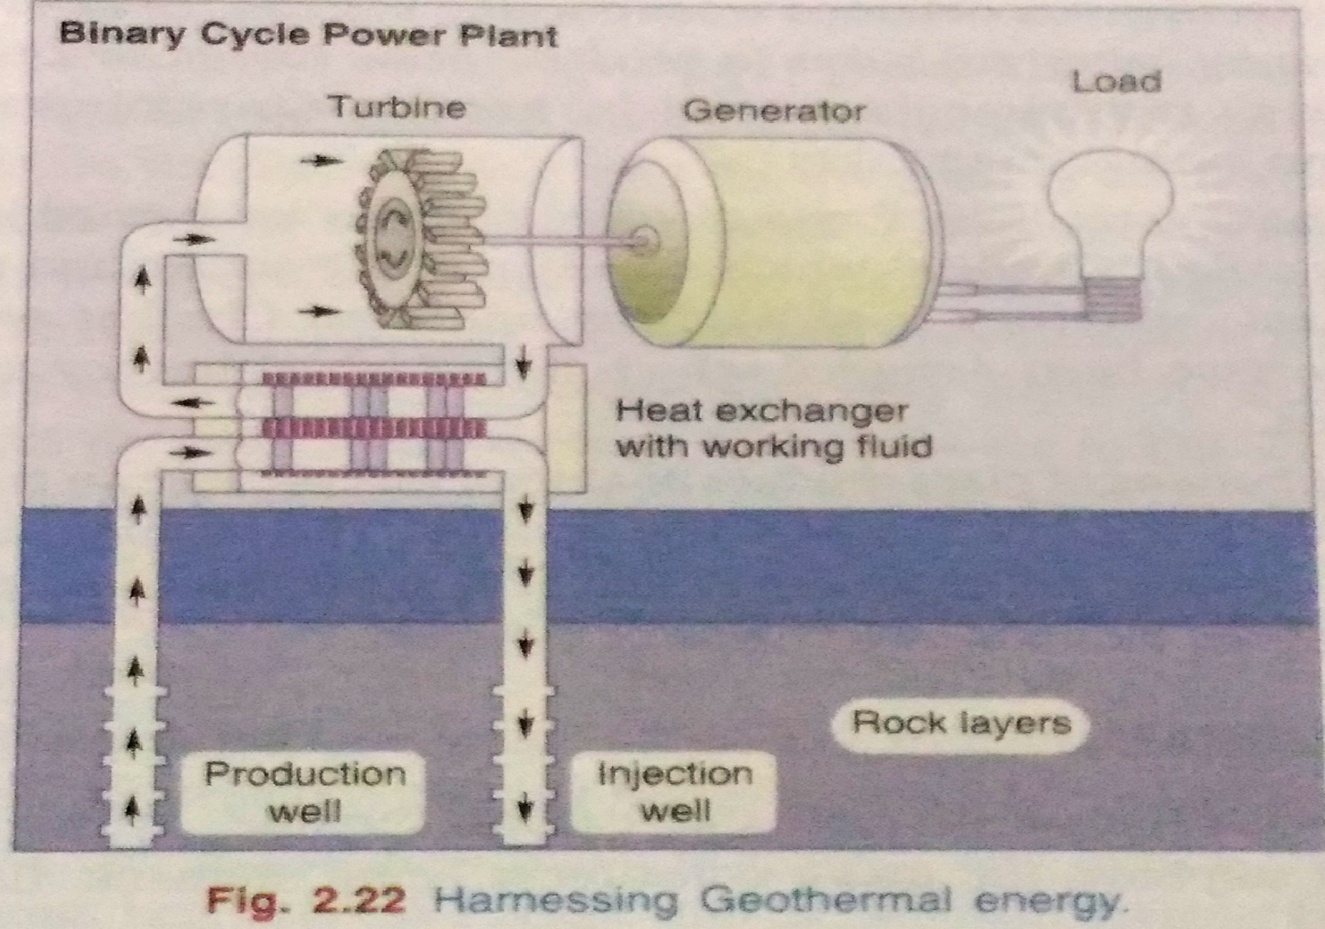 Binary Cycle Power Plant
Turbine
Generator
Load
Heat exchanger
with working fluid
Rock layers
Production
well
Injection
well
Fig. 2.22 Harnessing Geothermal energy.